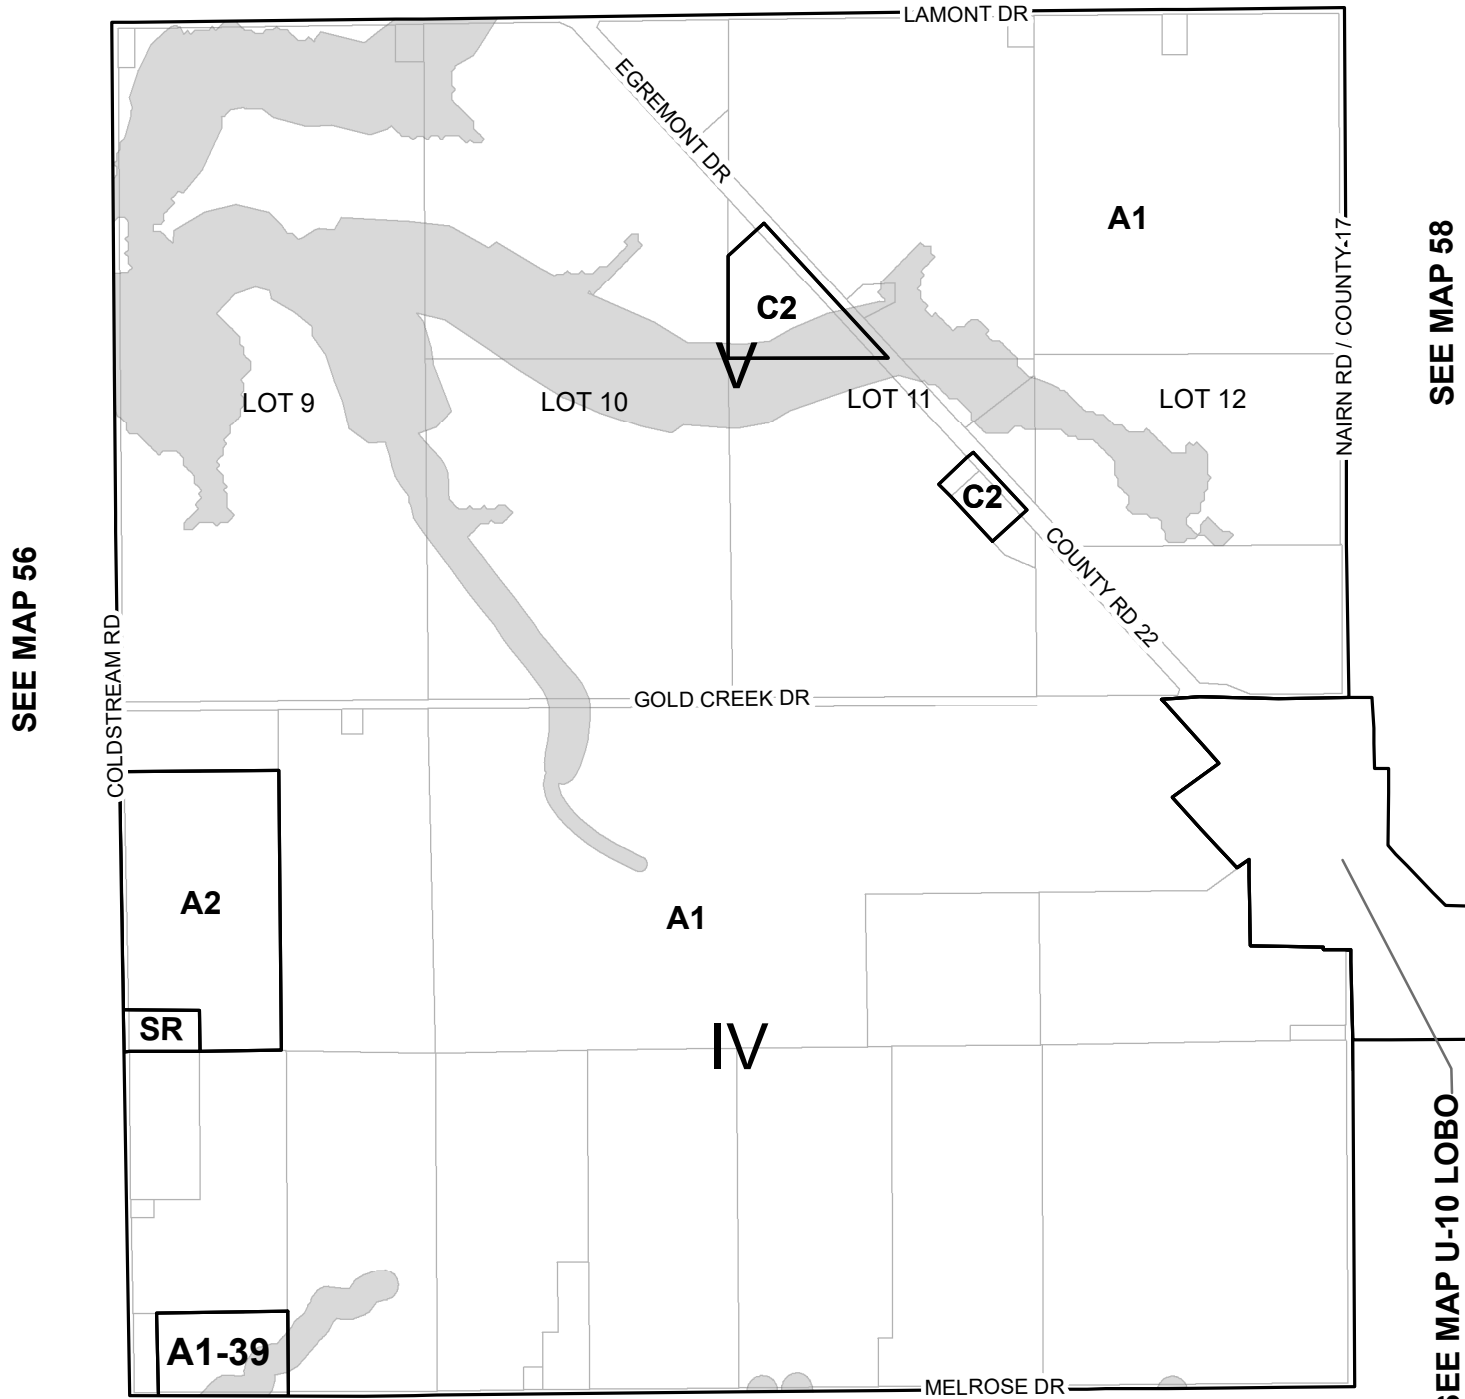 LAMONT DR
EGREMONT DR
A1
NAIRN RD / COUNTY-17
SEE MAP 58
C2
V
LOT 9
LOT 10
LOT 11
LOT 12
C2
COUNTY RD 22
SEE MAP 56
COLDSTREAM RD
GOLD CREEK DR
A2
A1
SR
IV
SEE MAP U-10 LOBO
A1-39
MELROSE DR